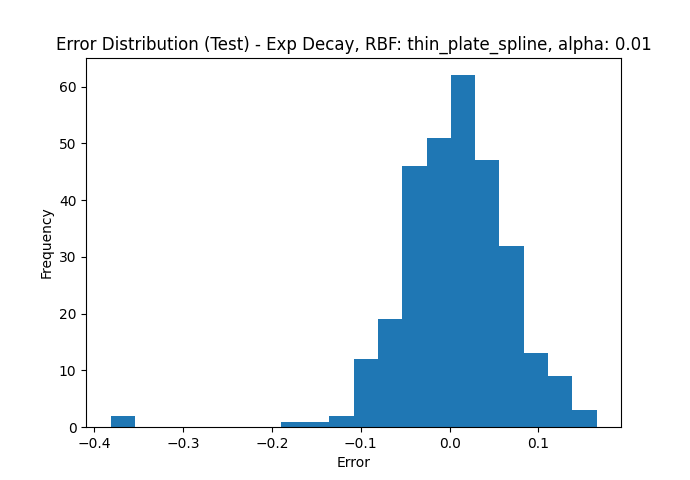 Error Distribution (Test) - Exp Decay, RBF: thin_plate_spline, alpha: 0.01
60
50
40
30
20
10
0
Frequency
−0.4 −0.3 −0.2 −0.1 0.0 0.1
Error